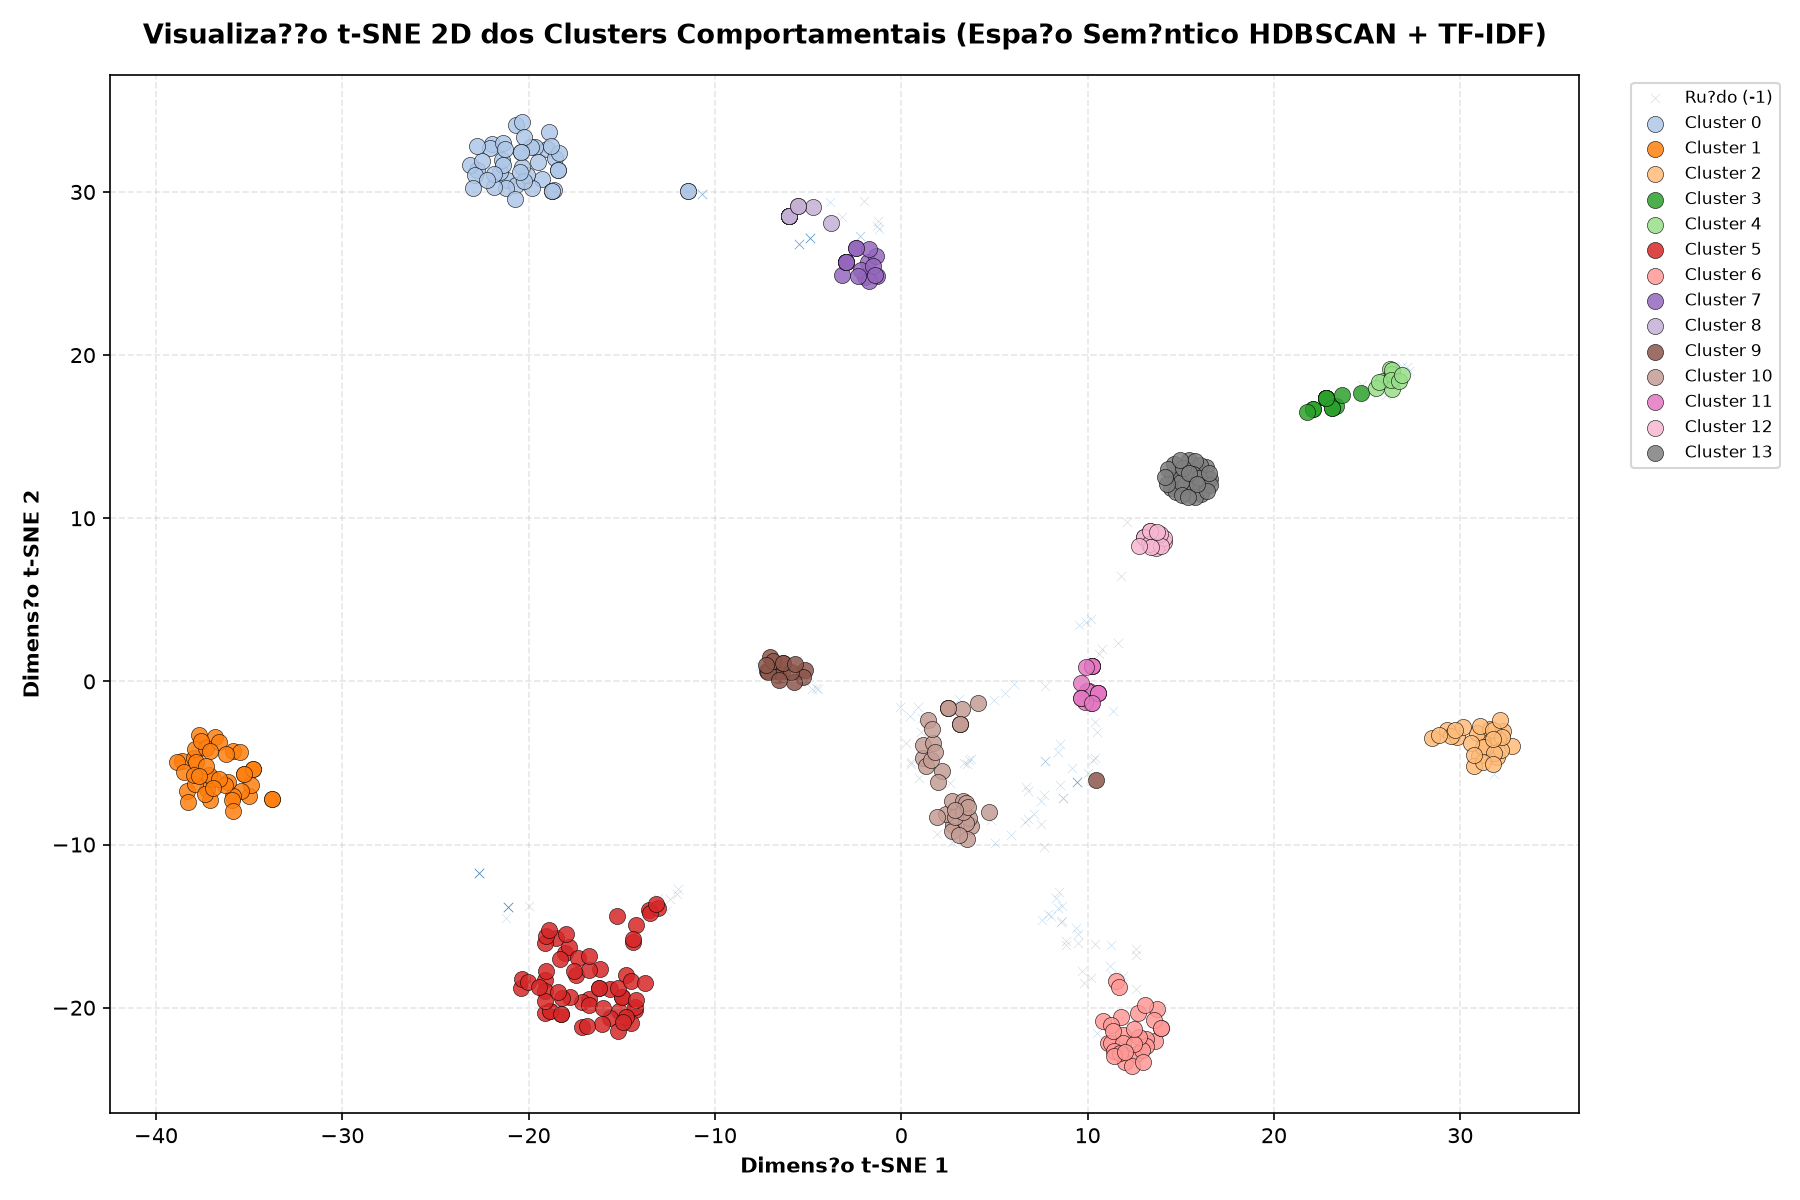 Visualiza??o t-SNE 2D dos Clusters Comportamentais (Espa?o Sem?ntico HDBSCAN + TF-IDF)
Ru?do (-1)
Cluster 0
Cluster 1
Cluster 2
Cluster 3
Cluster 4
Cluster 5
Cluster 6
Cluster 7
Cluster 8
Cluster 9
Cluster 10
Cluster 11
Cluster 12
Cluster 13
Dimens?o t-SNE 2
30
20
10
0
−10
−20
−40 −30 −20 −10 0 10 20 30
Dimens?o t-SNE 1